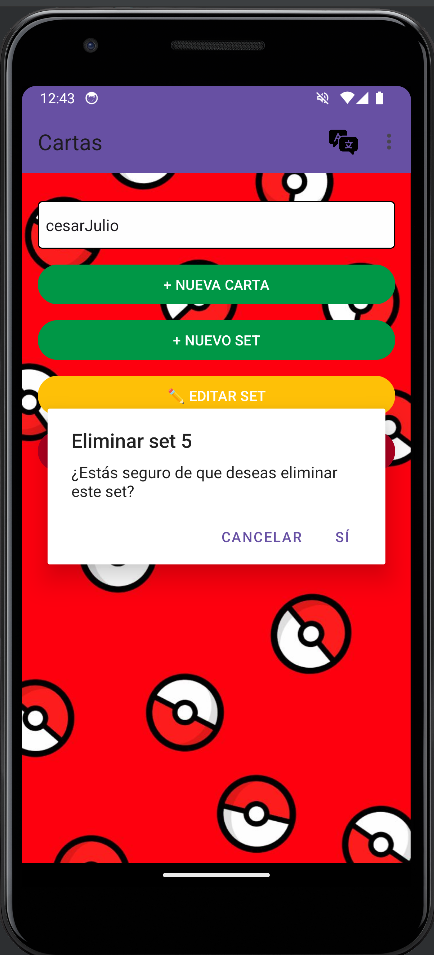 12:43
Cartas
cesarJulio
+ NUEVA CARTA
+ NUEVO SET
✏️ EDITAR SET
Eliminar set 5
¿Estás seguro de que deseas eliminar
este set?
CANCELAR SÍ